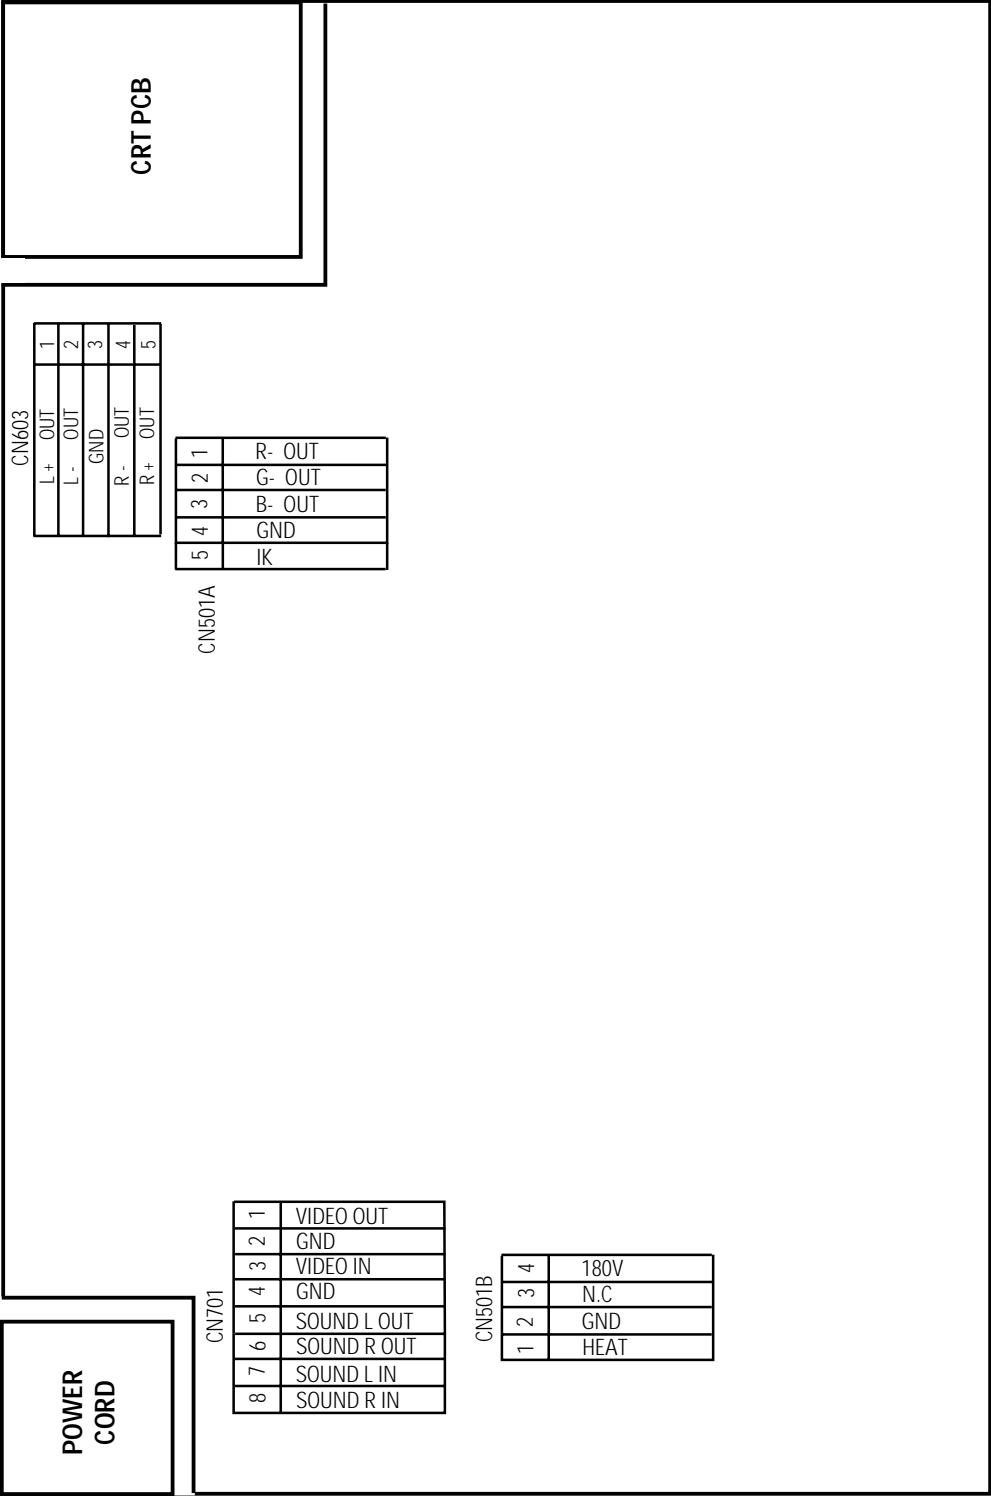 CRT PCB
CN603
1 L + OUT
2 L - OUT
3 GND
4 R - OUT
5 R + OUT
1 R- OUT
2 G- OUT
3 B- OUT
4 GND
5 IK
CN501A
CN701
1 VIDEO OUT
2 GND
3 VIDEO IN
4 GND
5 SOUND L OUT
6 SOUND R OUT
7 SOUND L IN
8 SOUND R IN
CN501B
4 180V
3 N.C
2 GND
1 HEAT
POWER
CORD